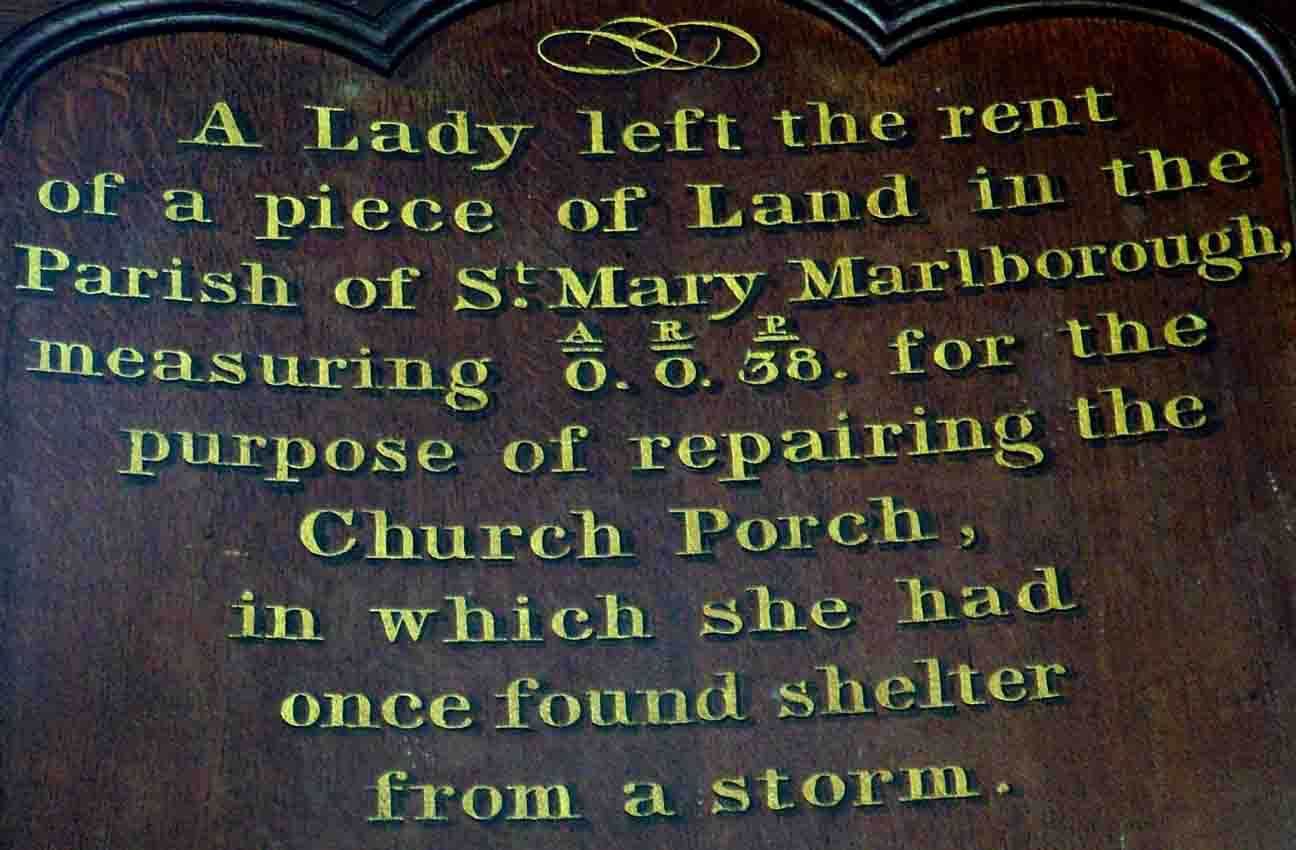 A Lady left the rent
of a piece of Land in the
Parish of St. Mary Marlborough,
measuring A 0. R 0. P 38. for the
purpose of repairing the
Church Porch,
in which she had
once found shelter
from a storm.